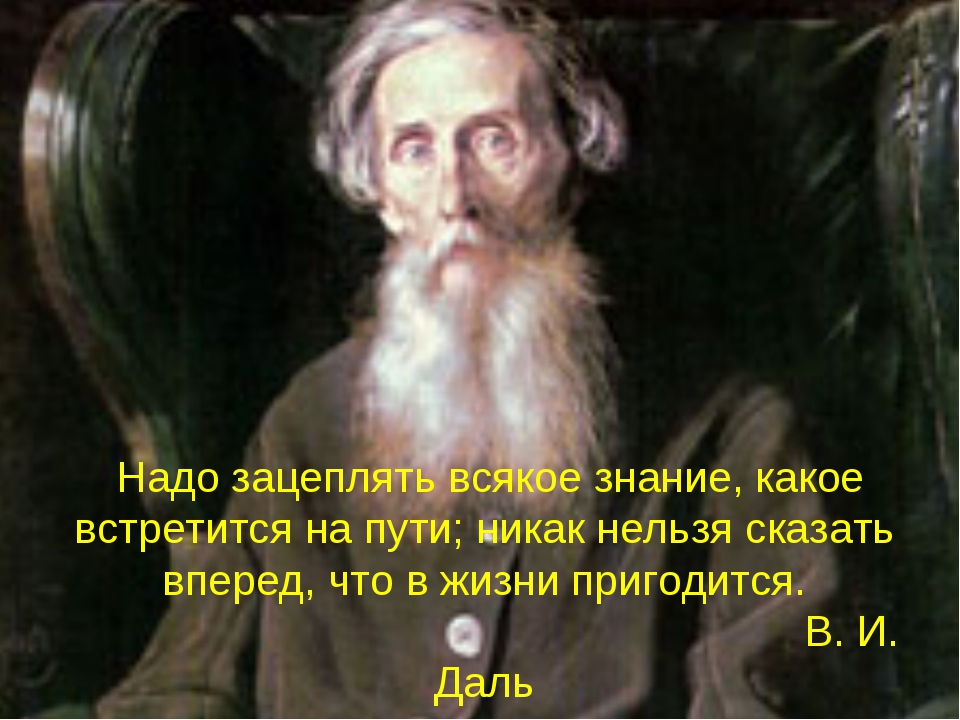 Надо зацеплять всякое знание, какое
встретится на пути; никак нельзя сказать
вперед, что в жизни пригодится.
В. И.
Даль